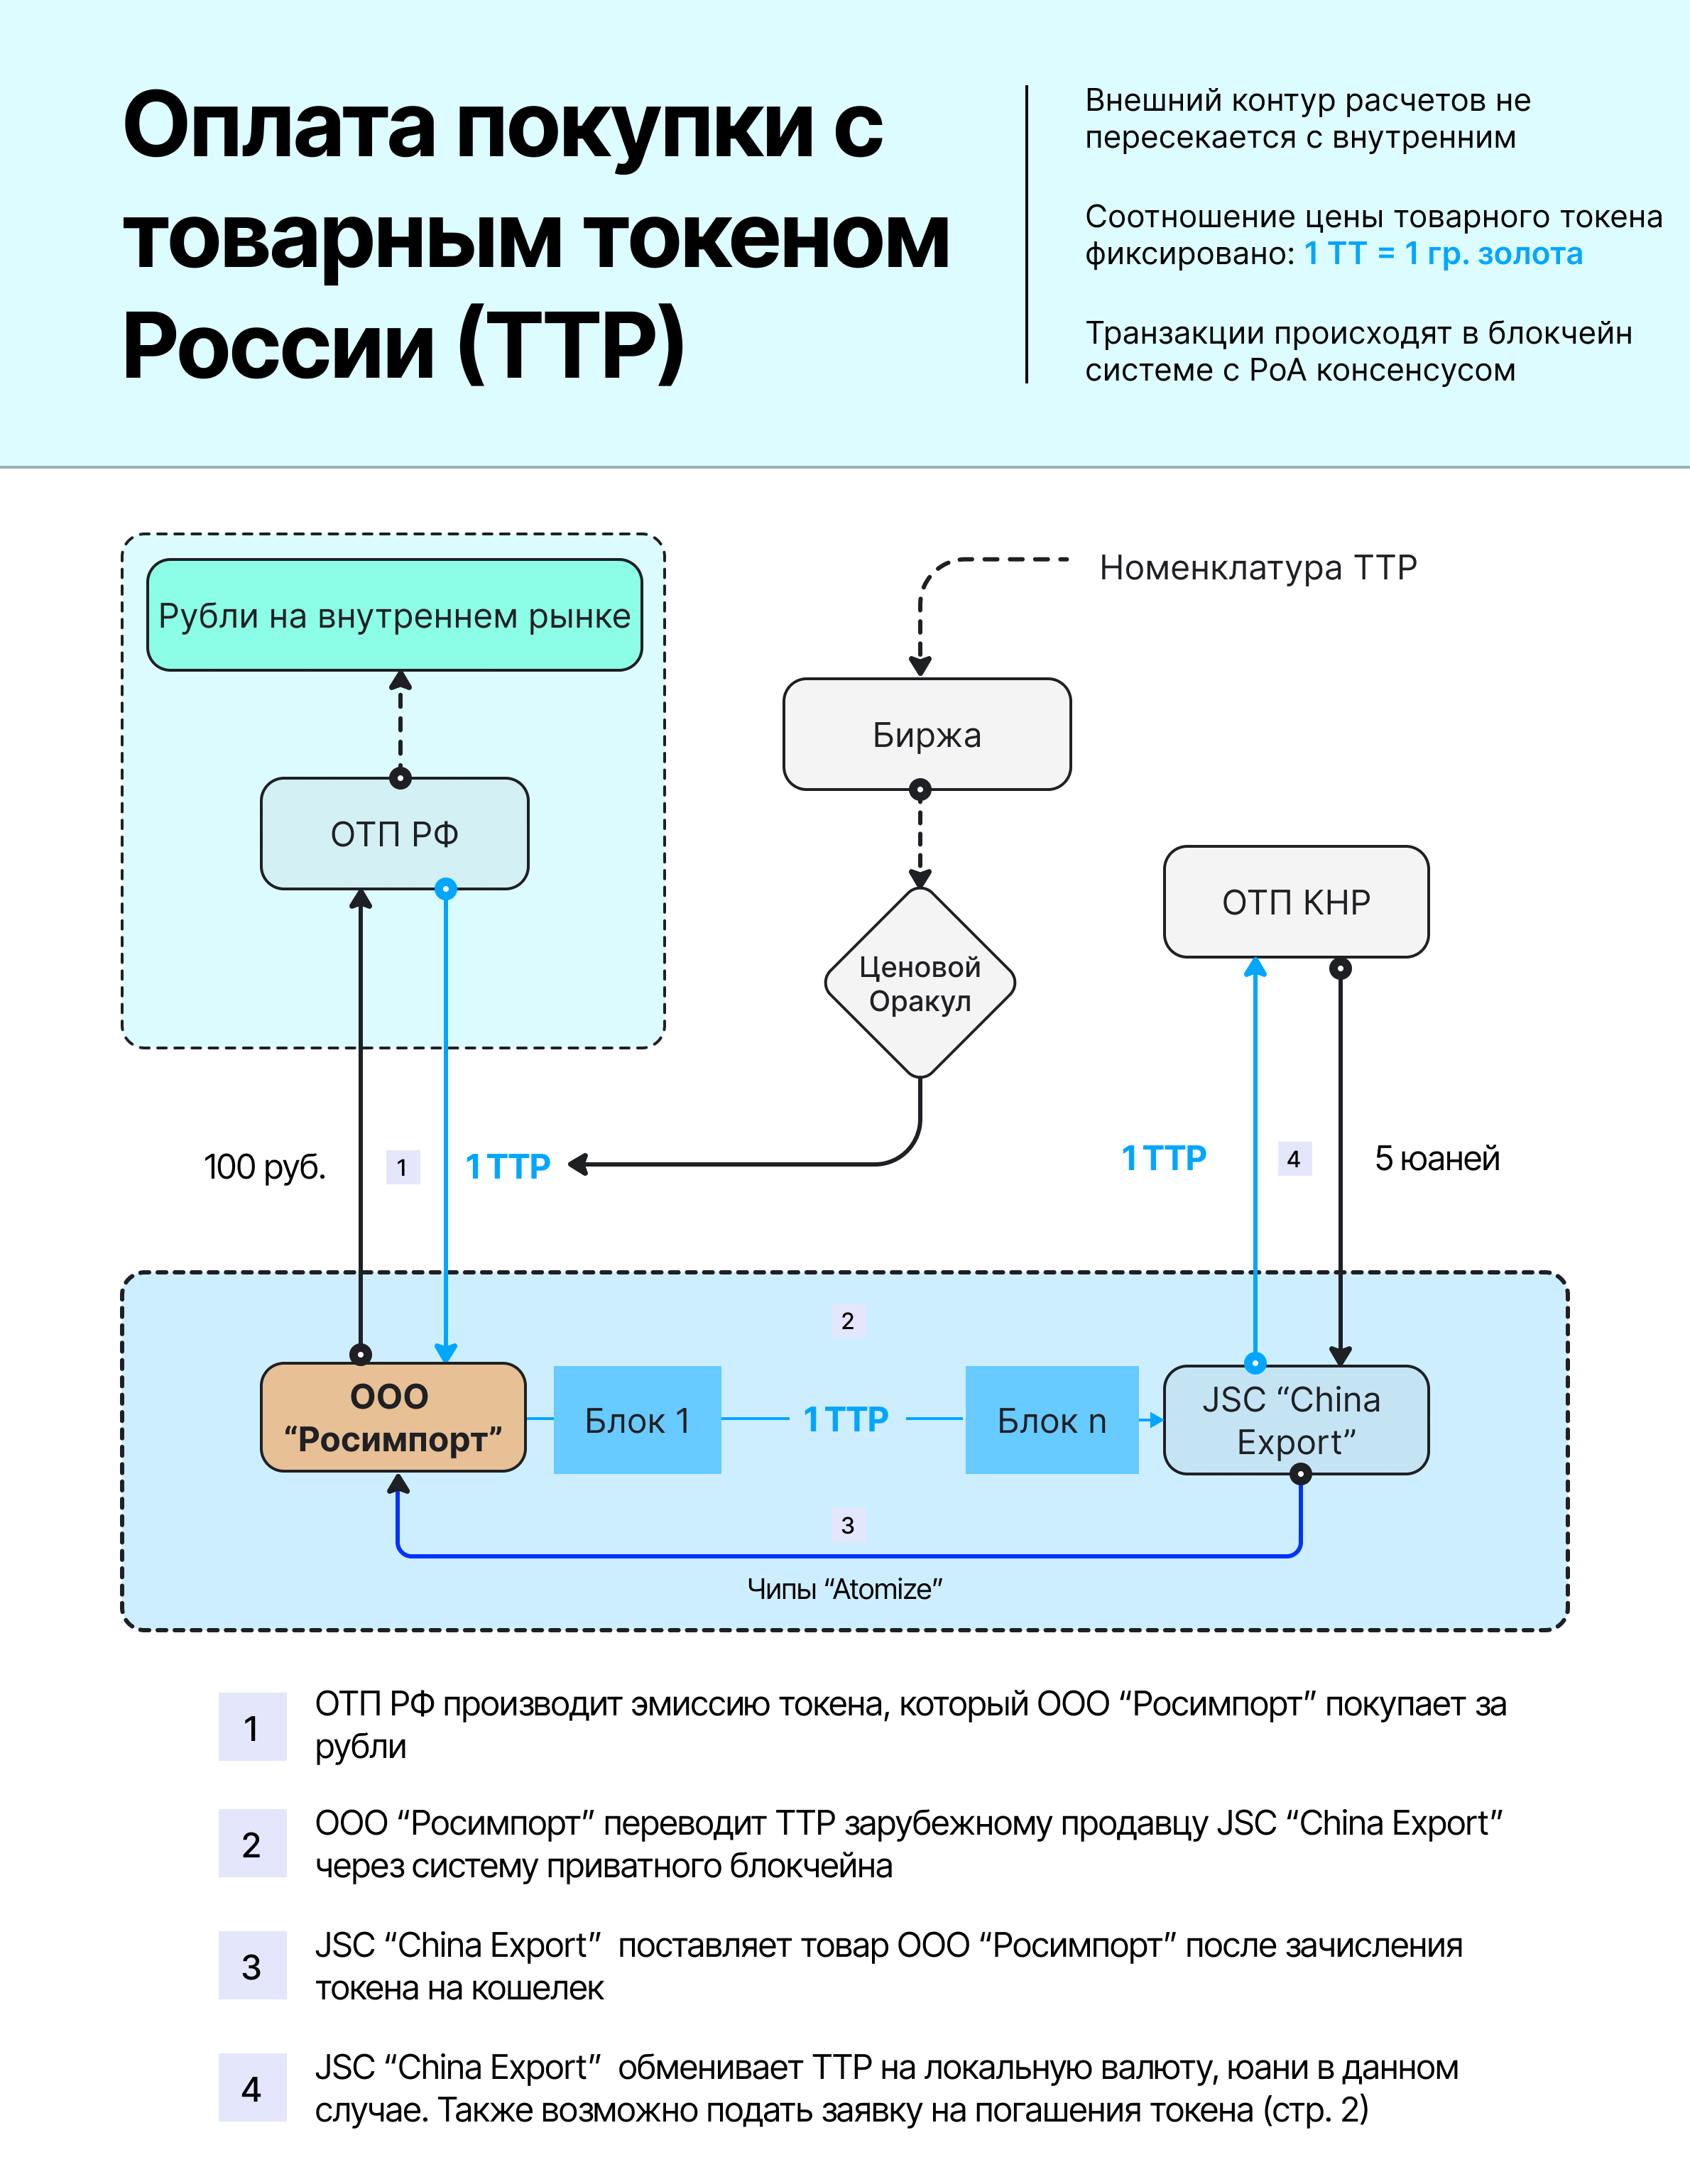 Оплата покупки с
товарным токеном
России (ТТР)
Внешний контур расчетов не
пересекается с внутренним
Соотношение цены товарного токена
фиксировано: 1 ТТ = 1 гр. золота
Транзакции происходят в блокчейн
системе с PoA консенсусом
Рубли на внутреннем рынке
Номенклатура ТТР
Биржа
ОТП РФ
ОТП КНР
Ценовой
Оракул
100 руб.
1
1 ТТР
1 ТТР
4
5 юаней
2
ООО
“Росимпорт”
Блок 1
1 ТТР
Блок n
JSC “China
Export”
3
Чипы “Atomize”
1
ОТП РФ производит эмиссию токена, который ООО “Росимпорт” покупает за
рубли
2
ООО “Росимпорт” переводит ТТР зарубежному продавцу JSC “China Export”
через систему приватного блокчейна
3
JSC “China Export”  поставляет товар ООО “Росимпорт” после зачисления
токена на кошелек
4
JSC “China Export”  обменивает ТТР на локальную валюту, юани в данном
случае. Также возможно подать заявку на погашения токена (стр. 2)